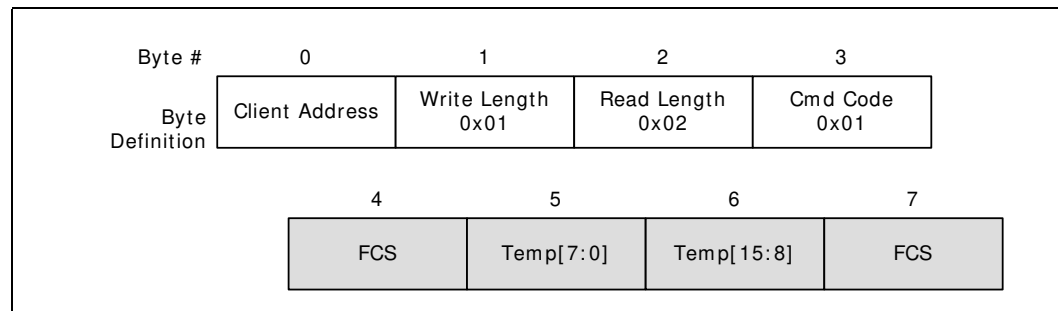 Byte # 0 1 2 3
Byte Definition
Client Address
Write Length 0x01
Read Length 0x02
Cmd Code 0x01
4 5 6 7
FCS Temp[7:0] Temp[15:8] FCS